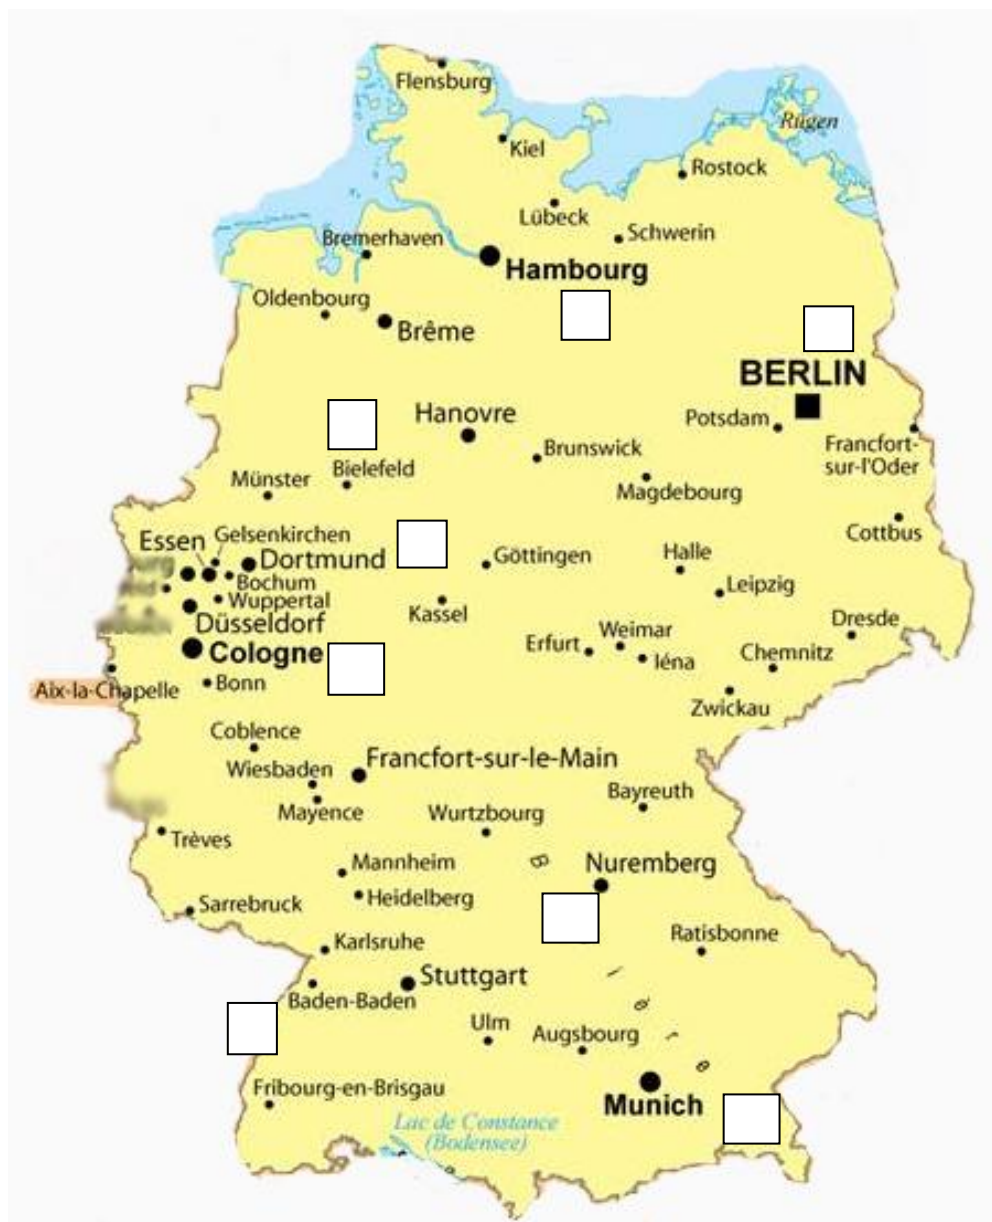 Flensburg
Rügen
Kiel
Rostock
Lübeck
Schwerin
Bremerhaven
Hambourg
Oldenbourg
Brême
BERLIN
Hanovre
Potsdam
Francfort-
sur-l'Oder
Brunswick
Bielefeld
Münster
Magdebourg
Cottbus
Gelsenkirchen
Essen
Dortmund
Göttingen
Halle
Bochum
Leipzig
Wuppertal
Kassel
Düsseldorf
Dresde
Weimar
Erfurt
Iéna
Cologne
Chemnitz
Aix-la-Chapelle
Bonn
Zwickau
Coblence
Francfort-sur-le-Main
Wiesbaden
Bayreuth
Mayence
Wurtzbourg
Trèves
Mannheim
Nuremberg
Heidelberg
Sarrebruck
Ratisbonne
Karlsruhe
Stuttgart
Baden-Baden
Ulm
Augsbourg
Fribourg-en-Brisgau
Munich
Lac de Constance
(Bodensee)